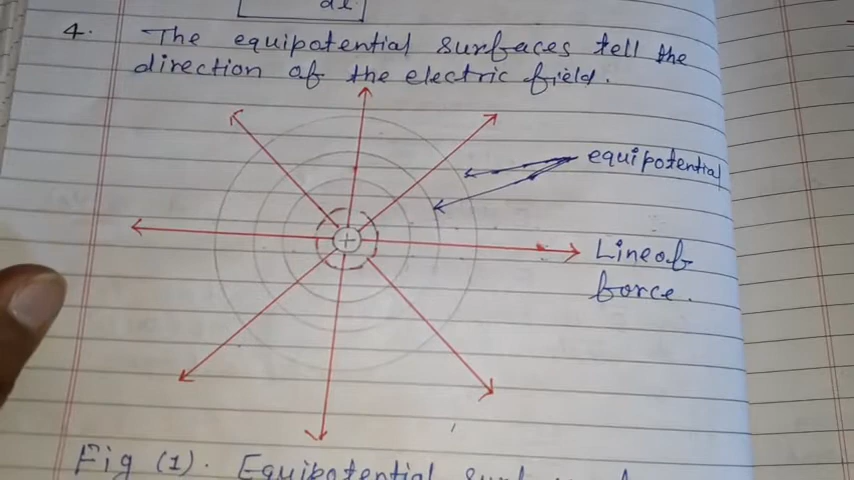 4. The equipotential surfaces tell the
direction of the electric field.
equipotential
+
Line of
force.
Fig (1). Equipotential